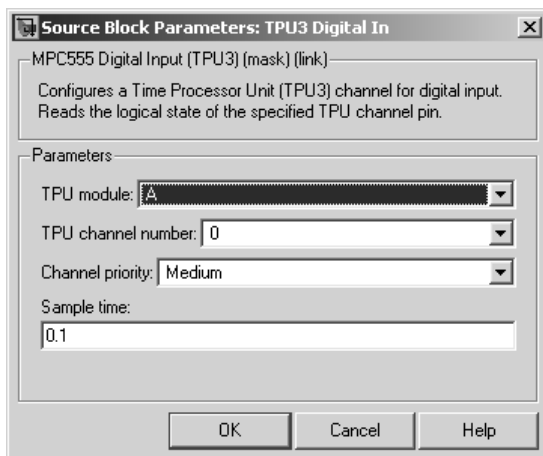 Source Block Parameters: TPU3 Digital In
MPC555 Digital Input (TPU3) (mask) (link)
Configures a Time Processor Unit (TPU3) channel for digital input.
Reads the logical state of the specified TPU channel pin.
Parameters
TPU module: A
TPU channel number: 0
Channel priority: Medium
Sample time:
0.1
OK Cancel Help